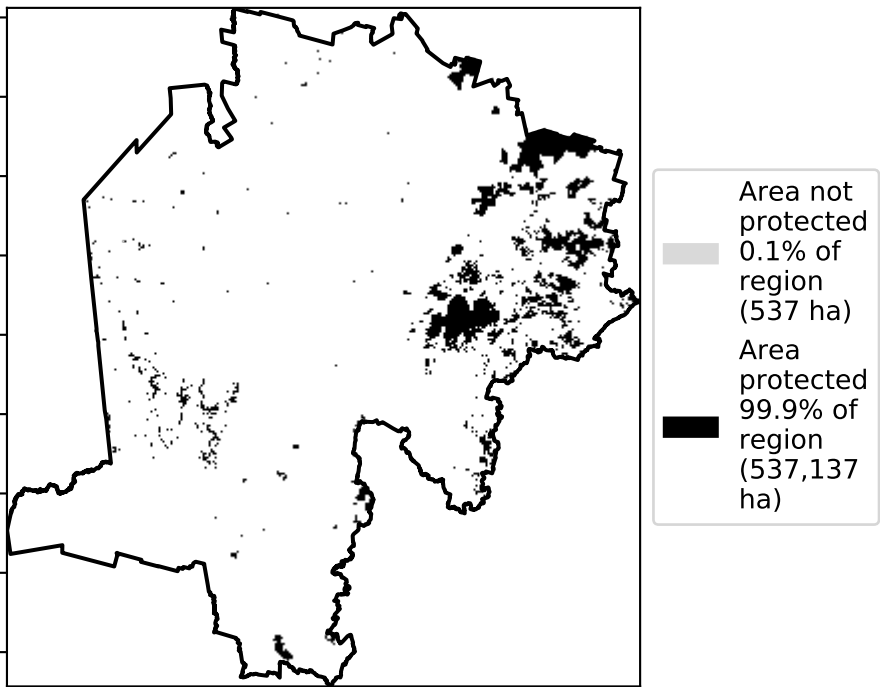 Area not
protected
0.1% of
region
(537 ha)
Area
protected
99.9% of
region
(537,137
ha)